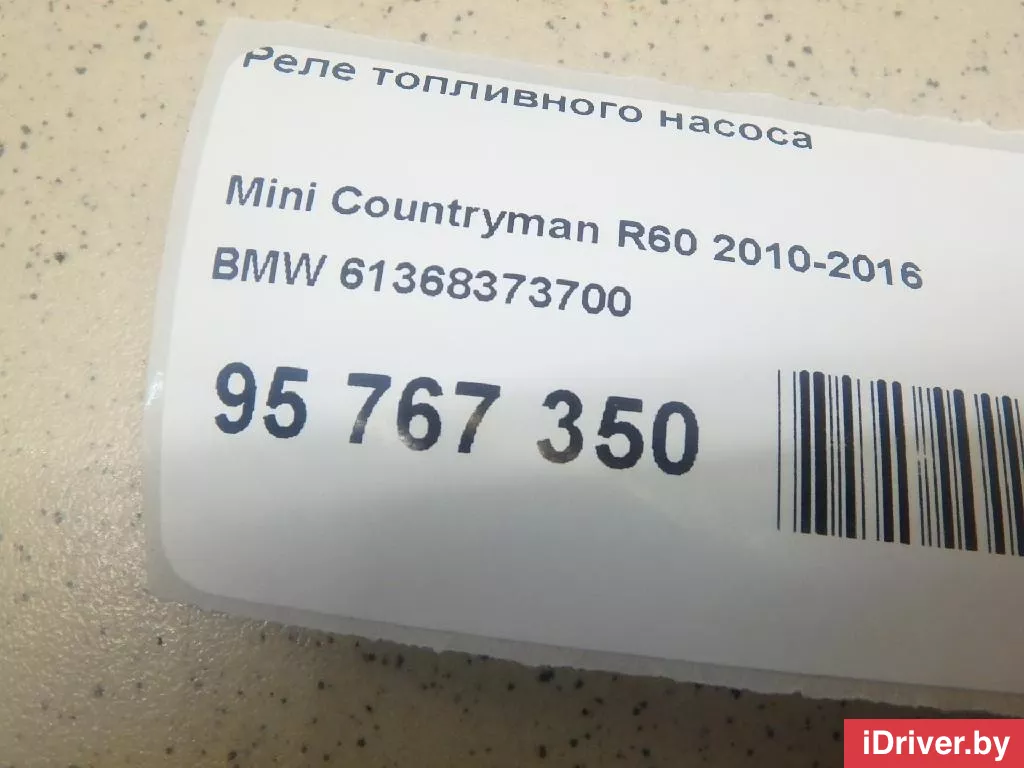 Реле топливного насоса
Mini Countryman R60 2010-2016
BMW 61368373700
95 767 350
iDriver.by